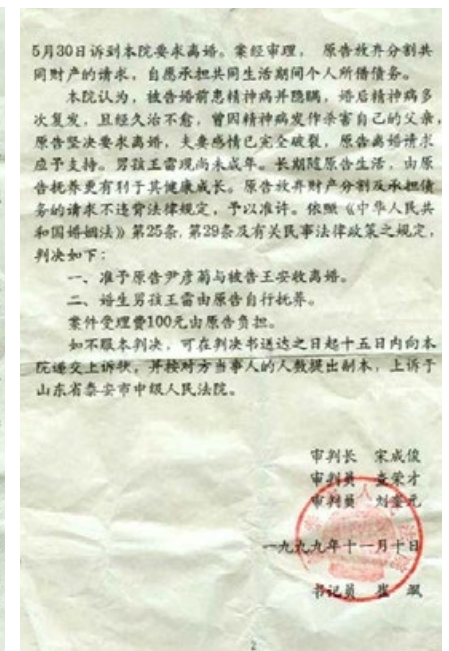 5月30日诉到本院要求离婚。案经审理, 原告放弃分割共
同财产的请求,自愿承担共同生活期间个人所借债务。
本院认为,被告婚前患精神病并隐瞒,婚后精神病多
次复发,且经久治不愈,曾因精神病发作杀害自己的父亲,
原告坚决要求离婚,夫妻感情已完全破裂,原告离婚请求
应予支持。男孩王雷现尚未成年。长期随原告生活,由原
告抚养更有利于其健康成长。原告放弃财产分割及承担债
务的请求不违背法律规定,予以准许。依照《中华人民共
和国婚姻法》第25条,第29条及有关民事法律政策之规定,
判决如下:
一、准予原告尹彦菊与被告王安收离婚。
二、婚生男孩王雷由原告自行抚养。
案件受理费100元由原告负担。
如不服本判决,可在判决书送达之日起十五日内向本
院递交上诉状,并按对方当事人的人数提出副本,上诉于
山东省泰安市中级人民法院。
审判长 宋成俊
审判员 荣才
审判员 刘莹元
一九九九年十一月十日
书记员 崔
2